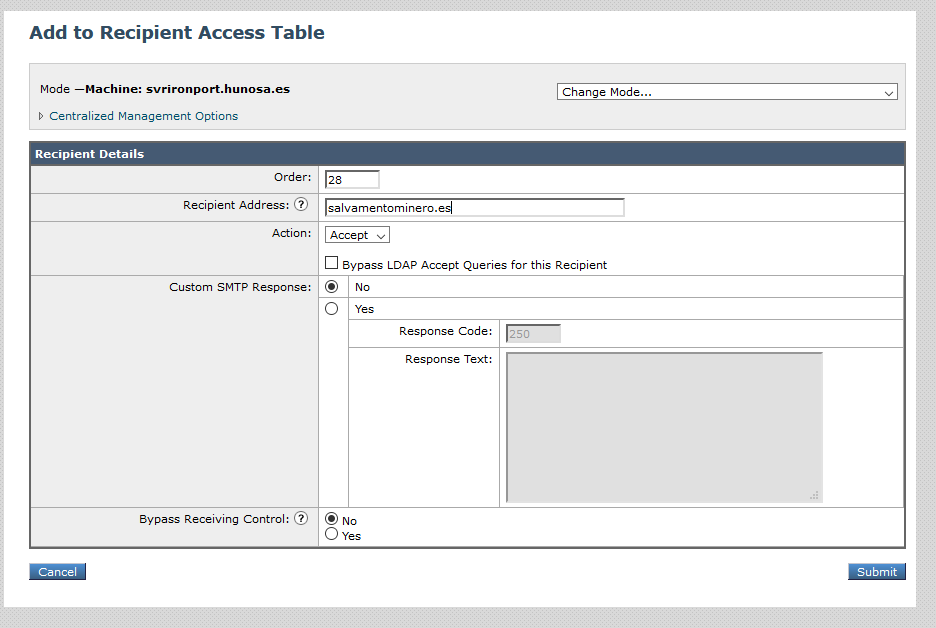 Add to Recipient Access Table
Mode —Machine: svrironport.hunosa.es
Change Mode...
Centralized Management Options
Recipient Details
Order: 28
Recipient Address: ? salvamentominero.es
Action: Accept
Bypass LDAP Accept Queries for this Recipient
Custom SMTP Response: No
Yes
Response Code: 250
Response Text:
Bypass Receiving Control: ? No
Yes
Cancel Submit